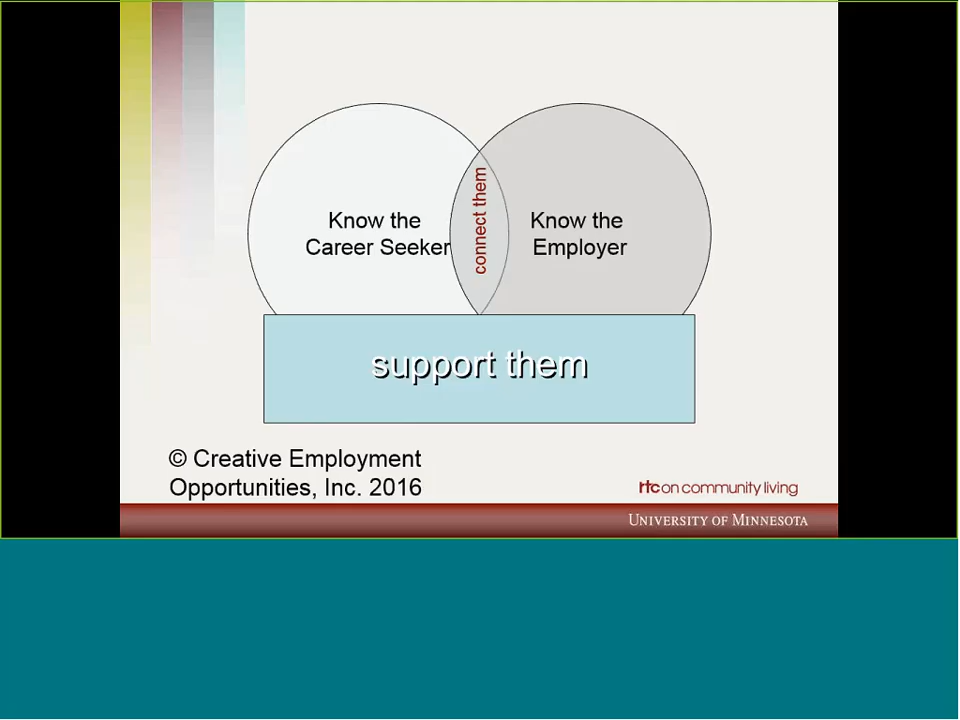 Know the
Career Seeker
connect them
Know the
Employer
support them
© Creative Employment
Opportunities, Inc. 2016
rtc on community living
UNIVERSITY OF MINNESOTA